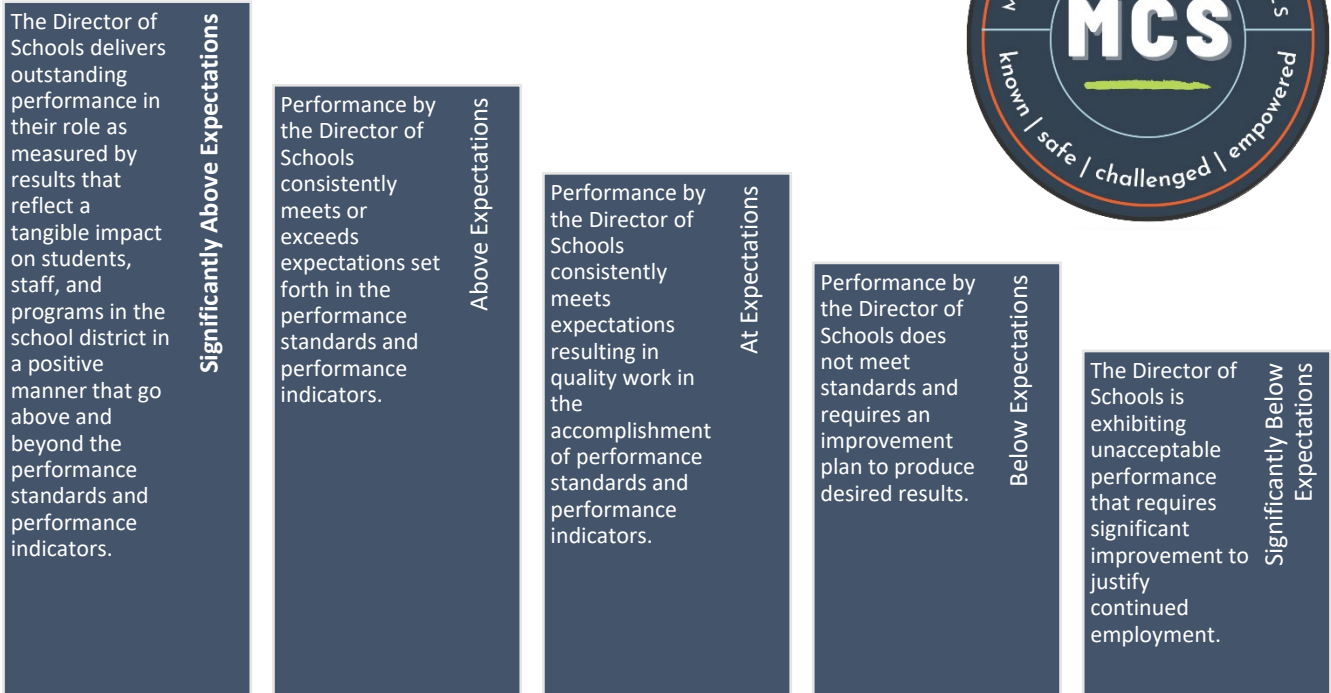 The Director of
Schools delivers
outstanding
performance in
their role as
measured by
results that
reflect a
tangible impact
on students,
staff, and
programs in the
school district in
a positive
manner that go
above and
beyond the
performance
standards and
performance
indicators.
Significantly Above Expectations
Performance by
the Director of
Schools
consistently
meets or
exceeds
expectations set
forth in the
performance
standards and
performance
indicators.
Above Expectations
Performance by
the Director of
Schools
consistently
meets
expectations
resulting in
quality work in
the
accomplishment
of performance
standards and
performance
indicators.
At Expectations
Performance by
the Director of
Schools does
not meet
standards and
requires an
improvement
plan to produce
desired results.
Below Expectations
The Director of
Schools is
exhibiting
unacceptable
performance
that requires
significant
improvement to
justify
continued
employment.
Significantly Below
Expectations
MCS
known | safe | challenged | empowered